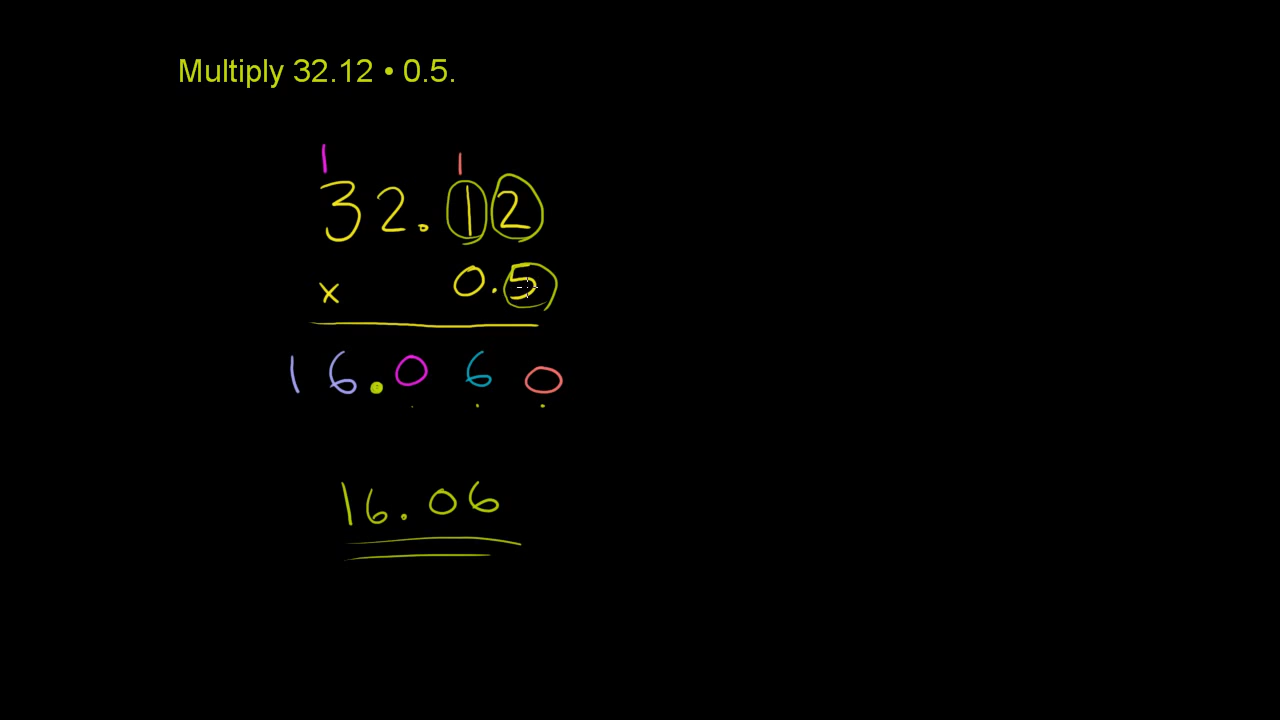 Multiply 32.12 • 0.5.
1 1
32.12
x 0.5
16.060
16.06